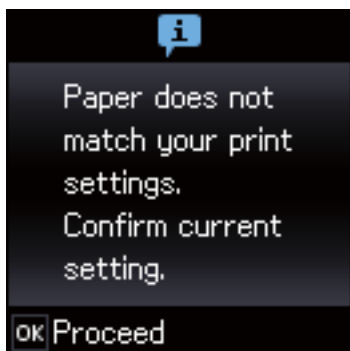 i
Paper does not
match your print
settings.
Confirm current
setting.
OK Proceed